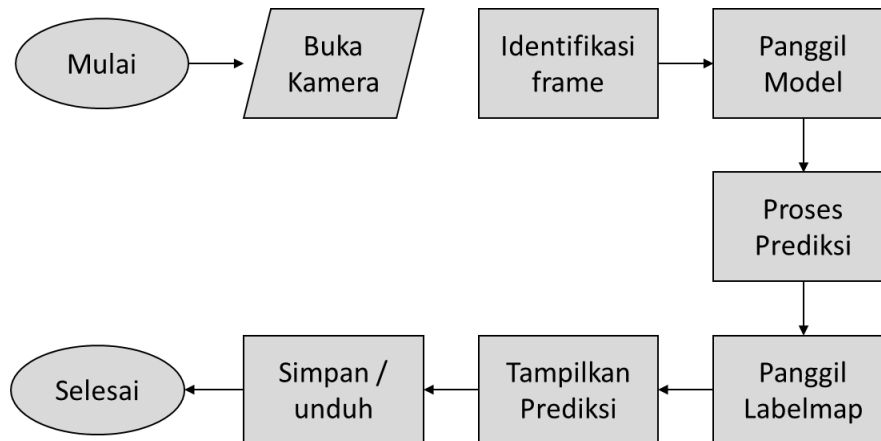 Mulai
Buka
Kamera
Identifikasi
frame
Panggil
Model
Proses
Prediksi
Panggil
Labelmap
Tampilkan
Prediksi
Simpan /
unduh
Selesai